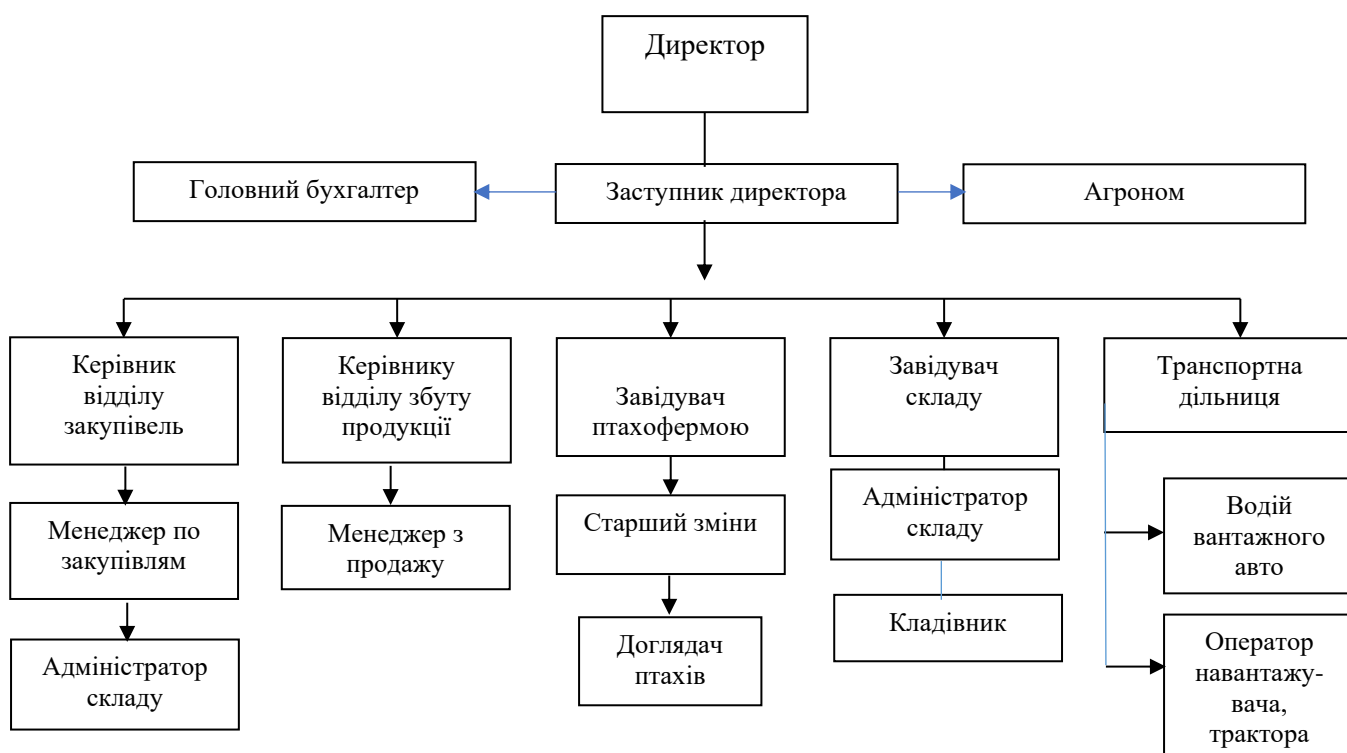 Директор
Головний бухгалтер
Заступник директора
Агроном
Керівник
відділу
закупівель
Керівнику
відділу збуту
продукції
Завідувач
птахофермою
Завідувач
складу
Транспортна
дільниця
Менеджер по
закупівлям
Менеджер з
продажу
Старший зміни
Адміністратор
складу
Водій
вантажного
авто
Адміністратор
складу
Доглядач
птахів
Кладівник
Оператор
навантажу-
вача,
трактора